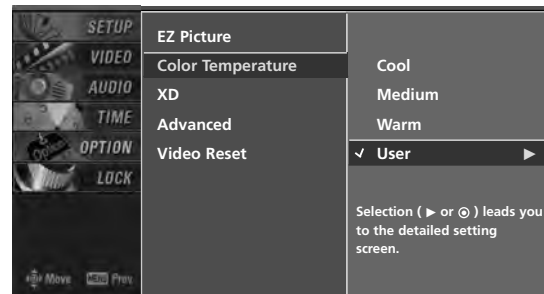 SETUP
VIDEO
AUDIO
TIME
OPTION
LOCK
Move MENU Prev.
EZ Picture
Color Temperature
XD
Advanced
Video Reset
Cool
Medium
Warm
✓ User ▶
Selection ( ▶ or ⊙ ) leads you
to the detailed setting
screen.